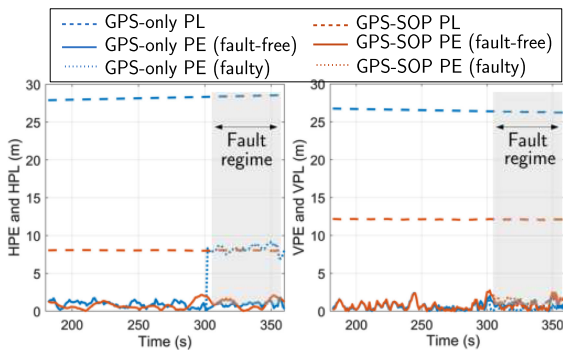 GPS-only PL
GPS-SOP PL
GPS-only PE (fault-free)
GPS-SOP PE (fault-free)
GPS-only PE (faulty)
GPS-SOP PE (faulty)
HPE and HPL (m)
30
25
20
15
10
5
0
Fault
regime
200
250
300
350
Time (s)
VPE and VPL (m)
30
25
20
15
10
5
0
Fault
regime
200
250
300
350
Time (s)